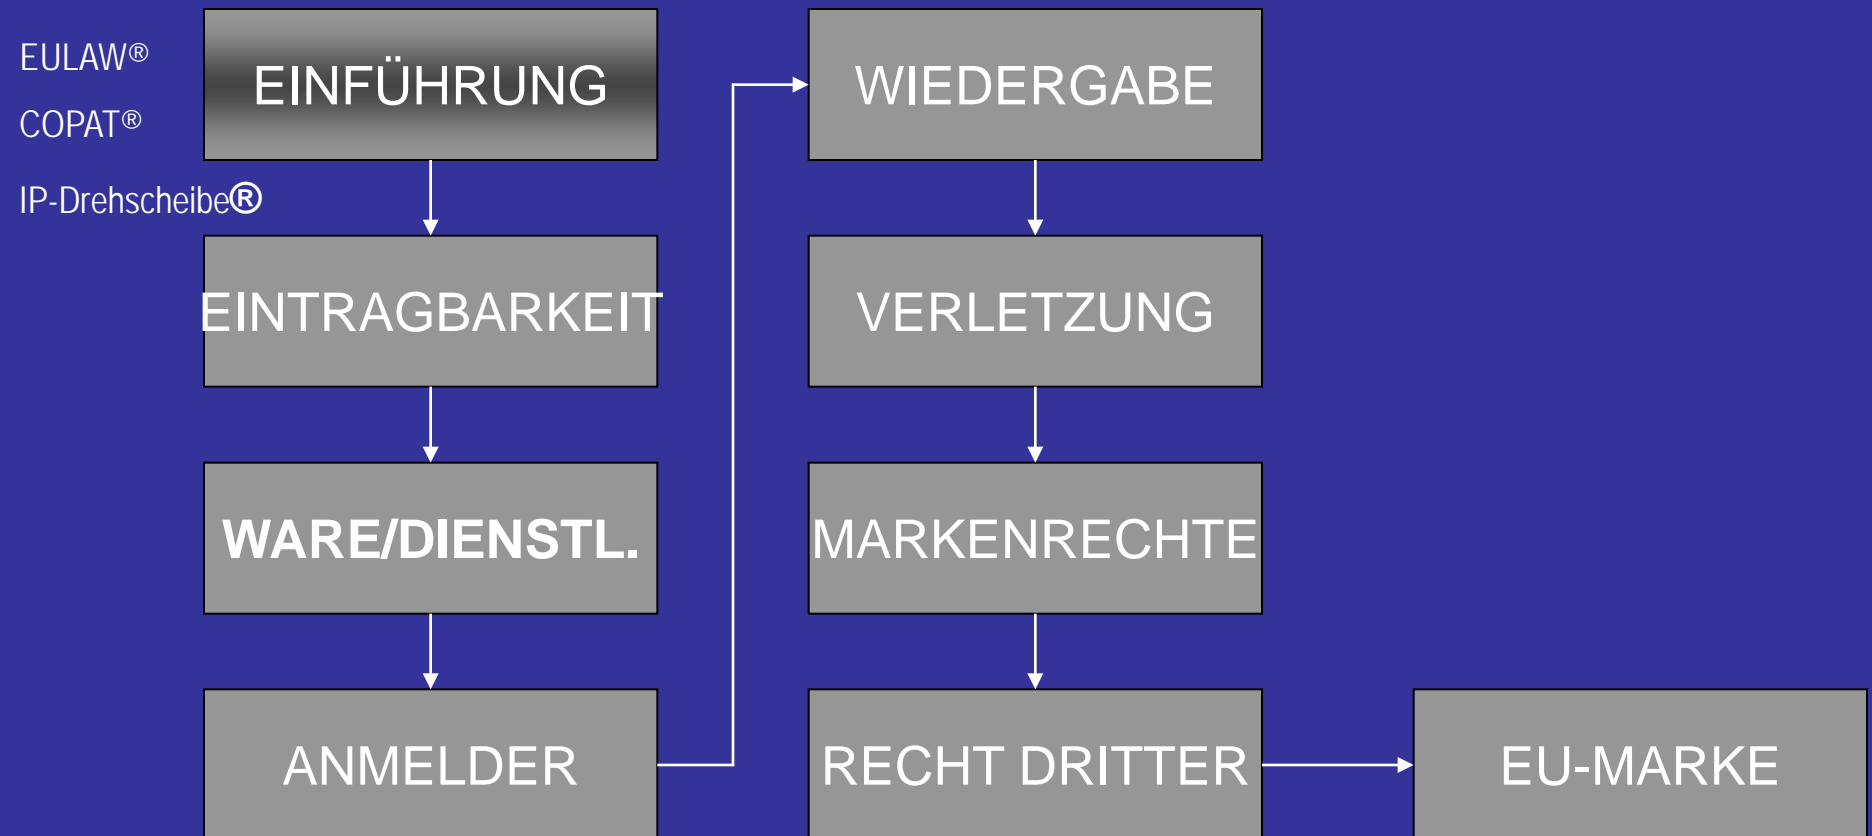 EULAW®
COPAT®
IP-Drehscheibe®
EINFÜHRUNG
EINTRAGBARKEIT
WARE/DIENSTL.
ANMELDER
WIEDERGABE
VERLETZUNG
MARKENRECHTE
RECHT DRITTER
EU-MARKE